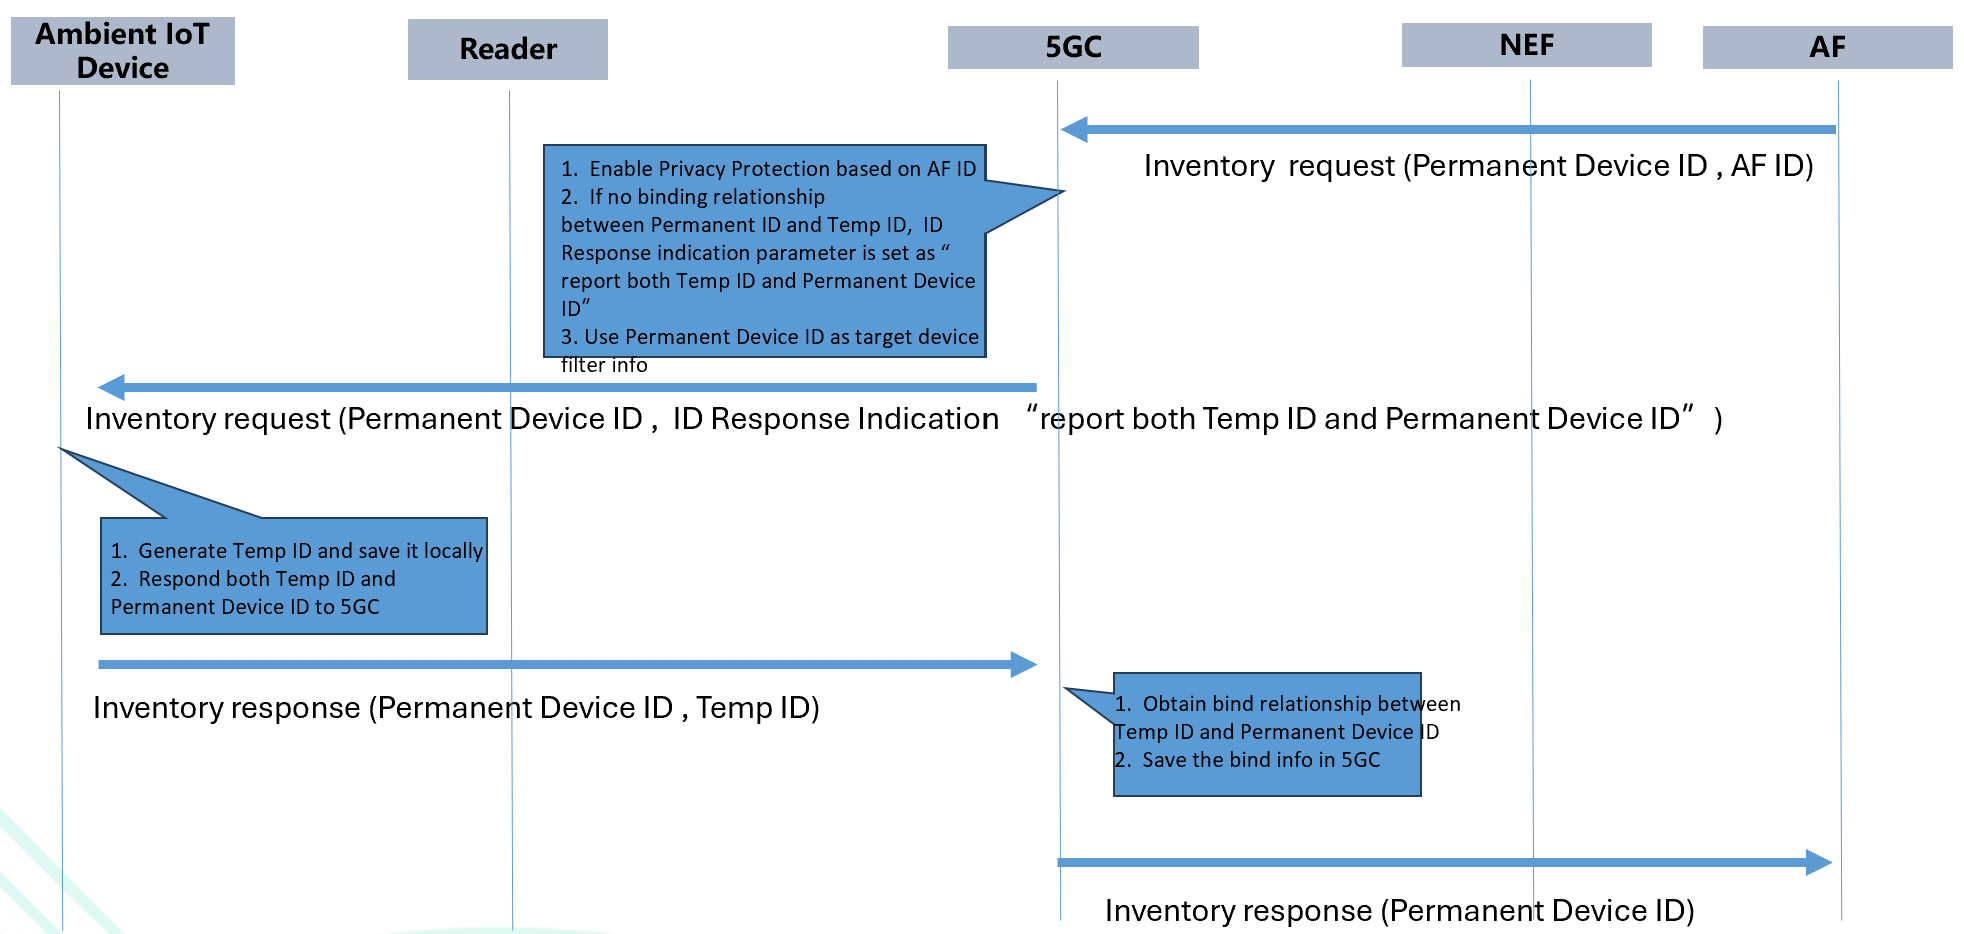 Ambient IoT
Device
Reader
5GC
NEF
AF
Inventory request (Permanent Device ID , AF ID)
1. Enable Privacy Protection based on AF ID
2. If no binding relationship
between Permanent ID and Temp ID, ID
Response indication parameter is set as “
report both Temp ID and Permanent Device
ID”
3. Use Permanent Device ID as target device
filter info
Inventory request (Permanent Device ID , ID Response Indication “report both Temp ID and Permanent Device ID” )
1. Generate Temp ID and save it locally
2. Respond both Temp ID and
Permanent Device ID to 5GC
Inventory response (Permanent Device ID , Temp ID)
1. Obtain bind relationship between
Temp ID and Permanent Device ID
2. Save the bind info in 5GC
Inventory response (Permanent Device ID)